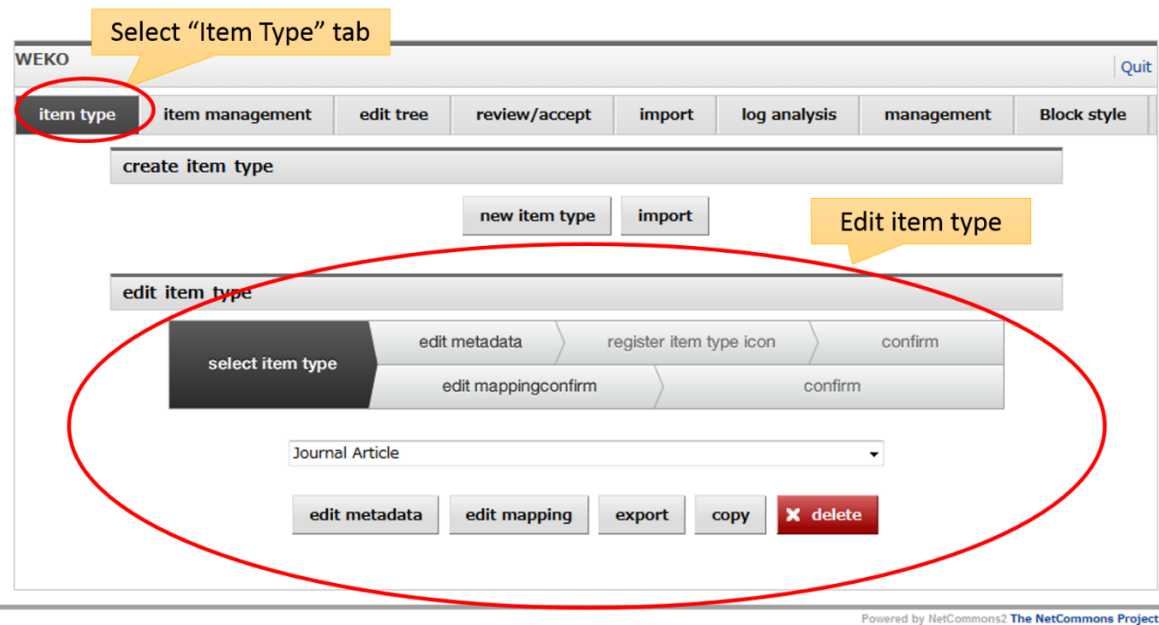 Select “Item Type” tab
WEKO
Quit
item type item management edit tree review/accept import log analysis management Block style
create item type
new item type import
Edit item type
edit item type
select item type
edit metadata register item type icon confirm
edit mappingconfirm confirm
Journal Article
edit metadata edit mapping export copy delete
Powered by NetCommons2 The NetCommons Project